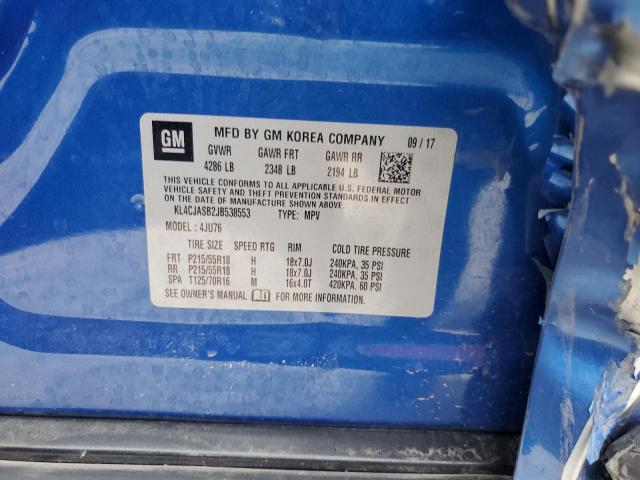 GM
MFD BY GM KOREA COMPANY 09/17
GVWR GAWR FRT GAWR RR
4286 LB 2348 LB 2194 LB
THIS VEHICLE CONFORMS TO ALL APPLICABLE U.S. FEDERAL MOTOR
VEHICLE SAFETY AND THEFT PREVENTION STANDARDS IN EFFECT
ON THE DATE OF MANUFACTURE SHOWN ABOVE.
KL4CJASB2JB538553 TYPE: MPV
MODEL: 4JU76
TIRE SIZE SPEED RTG RIM COLD TIRE PRESSURE
FRT P215/55R18 H 18x7.0J 240KPA, 35 PSI
RR P215/55R18 H 18x7.0J 240KPA, 35 PSI
SPA T125/70R16 M 16x4.0T 420KPA, 60 PSI
SEE OWNER'S MANUAL FOR MORE INFORMATION.